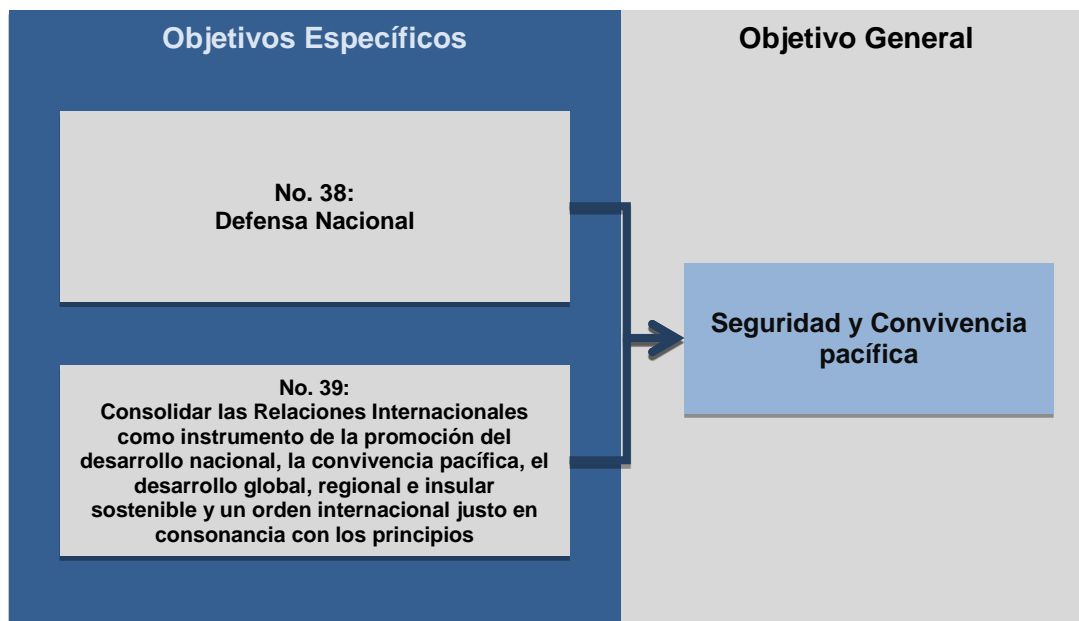 Objetivos Específicos
Objetivo General
No. 38:
Defensa Nacional
Seguridad y Convivencia
pacífica
No. 39:
Consolidar las Relaciones Internacionales
como instrumento de la promoción del
desarrollo nacional, la convivencia pacífica, el
desarrollo global, regional e insular
sostenible y un orden internacional justo en
consonancia con los principios